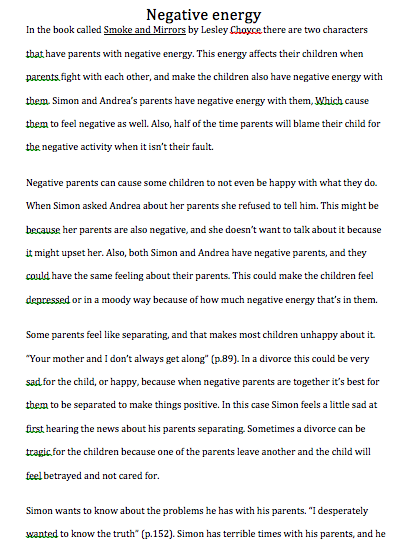 Negative energy
In the book called Smoke and Mirrors by Lesley Choyce there are two characters
that have parents with negative energy. This energy affects their children when
parents fight with each other, and make the children also have negative energy with
them. Simon and Andrea's parents have negative energy with them, Which cause
them to feel negative as well. Also, half of the time parents will blame their child for
the negative activity when it isn't their fault.
Negative parents can cause some children to not even be happy with what they do.
When Simon asked Andrea about her parents she refused to tell him. This might be
because her parents are also negative, and she doesn't want to talk about it because
it might upset her. Also, both Simon and Andrea have negative parents, and they
could have the same feeling about their parents. This could make the children feel
depressed or in a moody way because of how much negative energy that's in them.
Some parents feel like separating, and that makes most children unhappy about it.
"Your mother and I don't always get along" (p.89). In a divorce this could be very
sad for the child, or happy, because when negative parents are together it's best for
them to be separated to make things positive. In this case Simon feels a little sad at
first hearing the news about his parents separating. Sometimes a divorce can be
tragic for the children because one of the parents leave another and the child will
feel betrayed and not cared for.
Simon wants to know about the problems he has with his parents. "I desperately
wanted to know the truth" (p.152). Simon has terrible times with his parents, and he